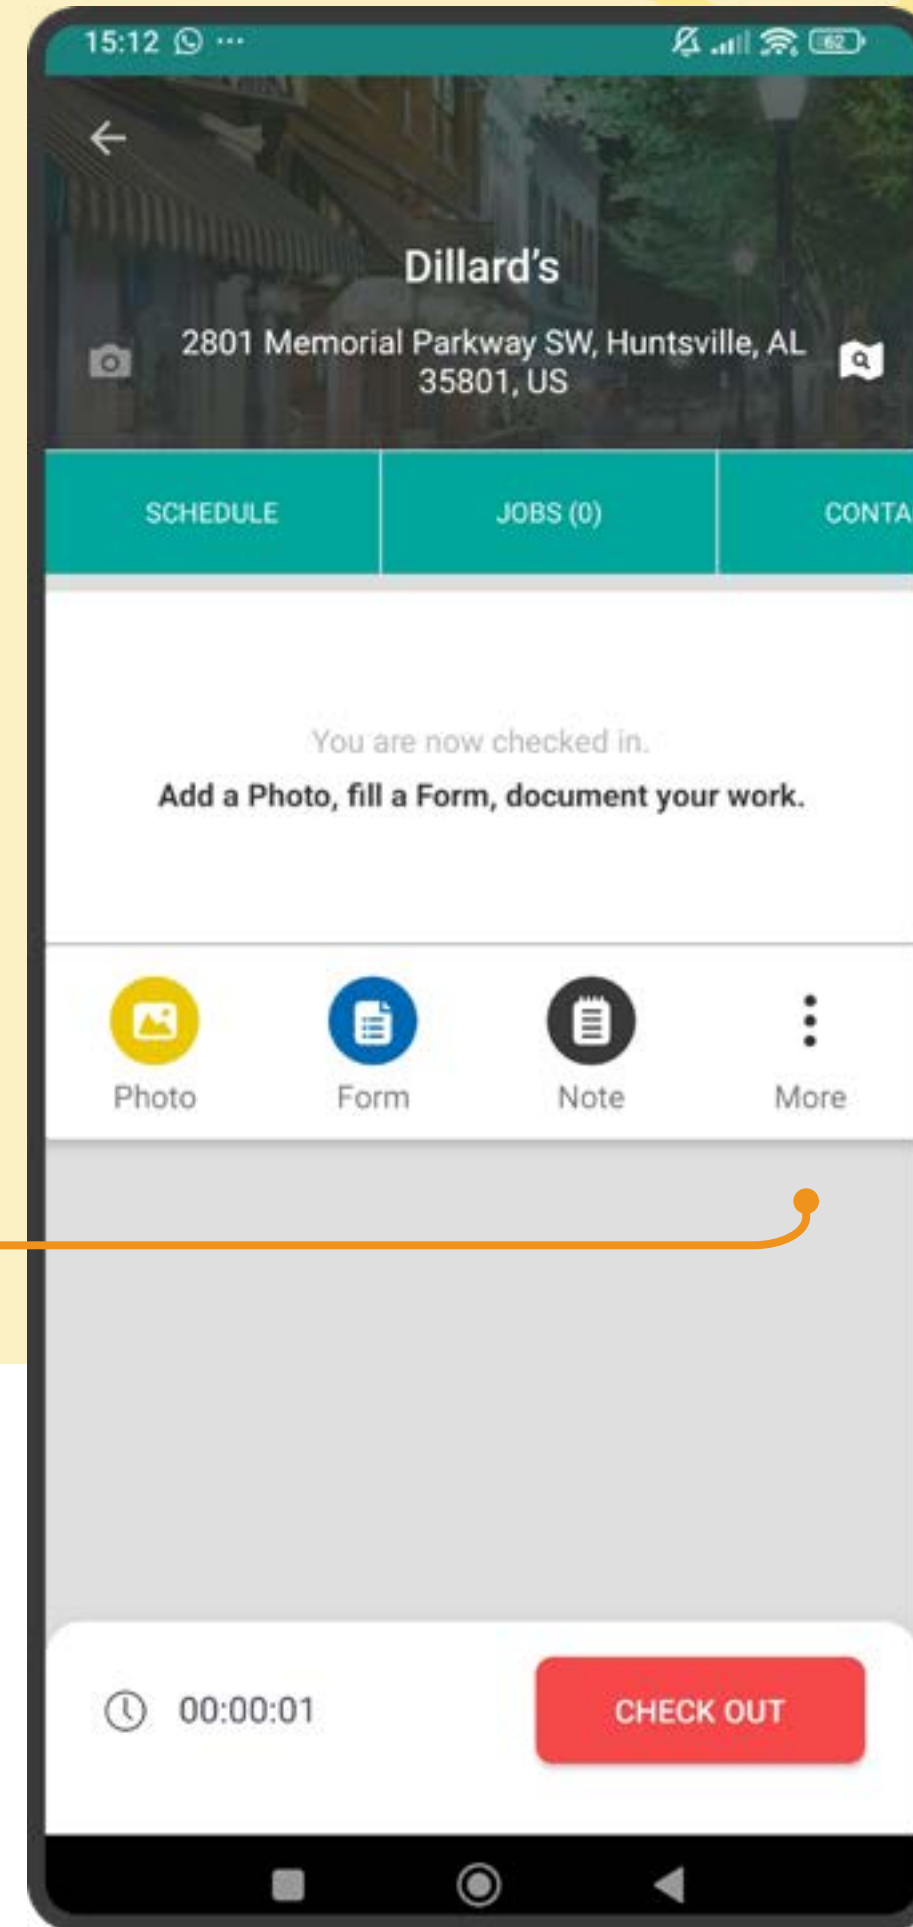 15:12
62
Dillard's
2801 Memorial Parkway SW, Huntsville, AL
35801, US
SCHEDULE
JOBS (0)
CONTA
You are now checked in.
Add a Photo, fill a Form, document your work.
Photo
Form
Note
More
00:00:01
CHECK OUT